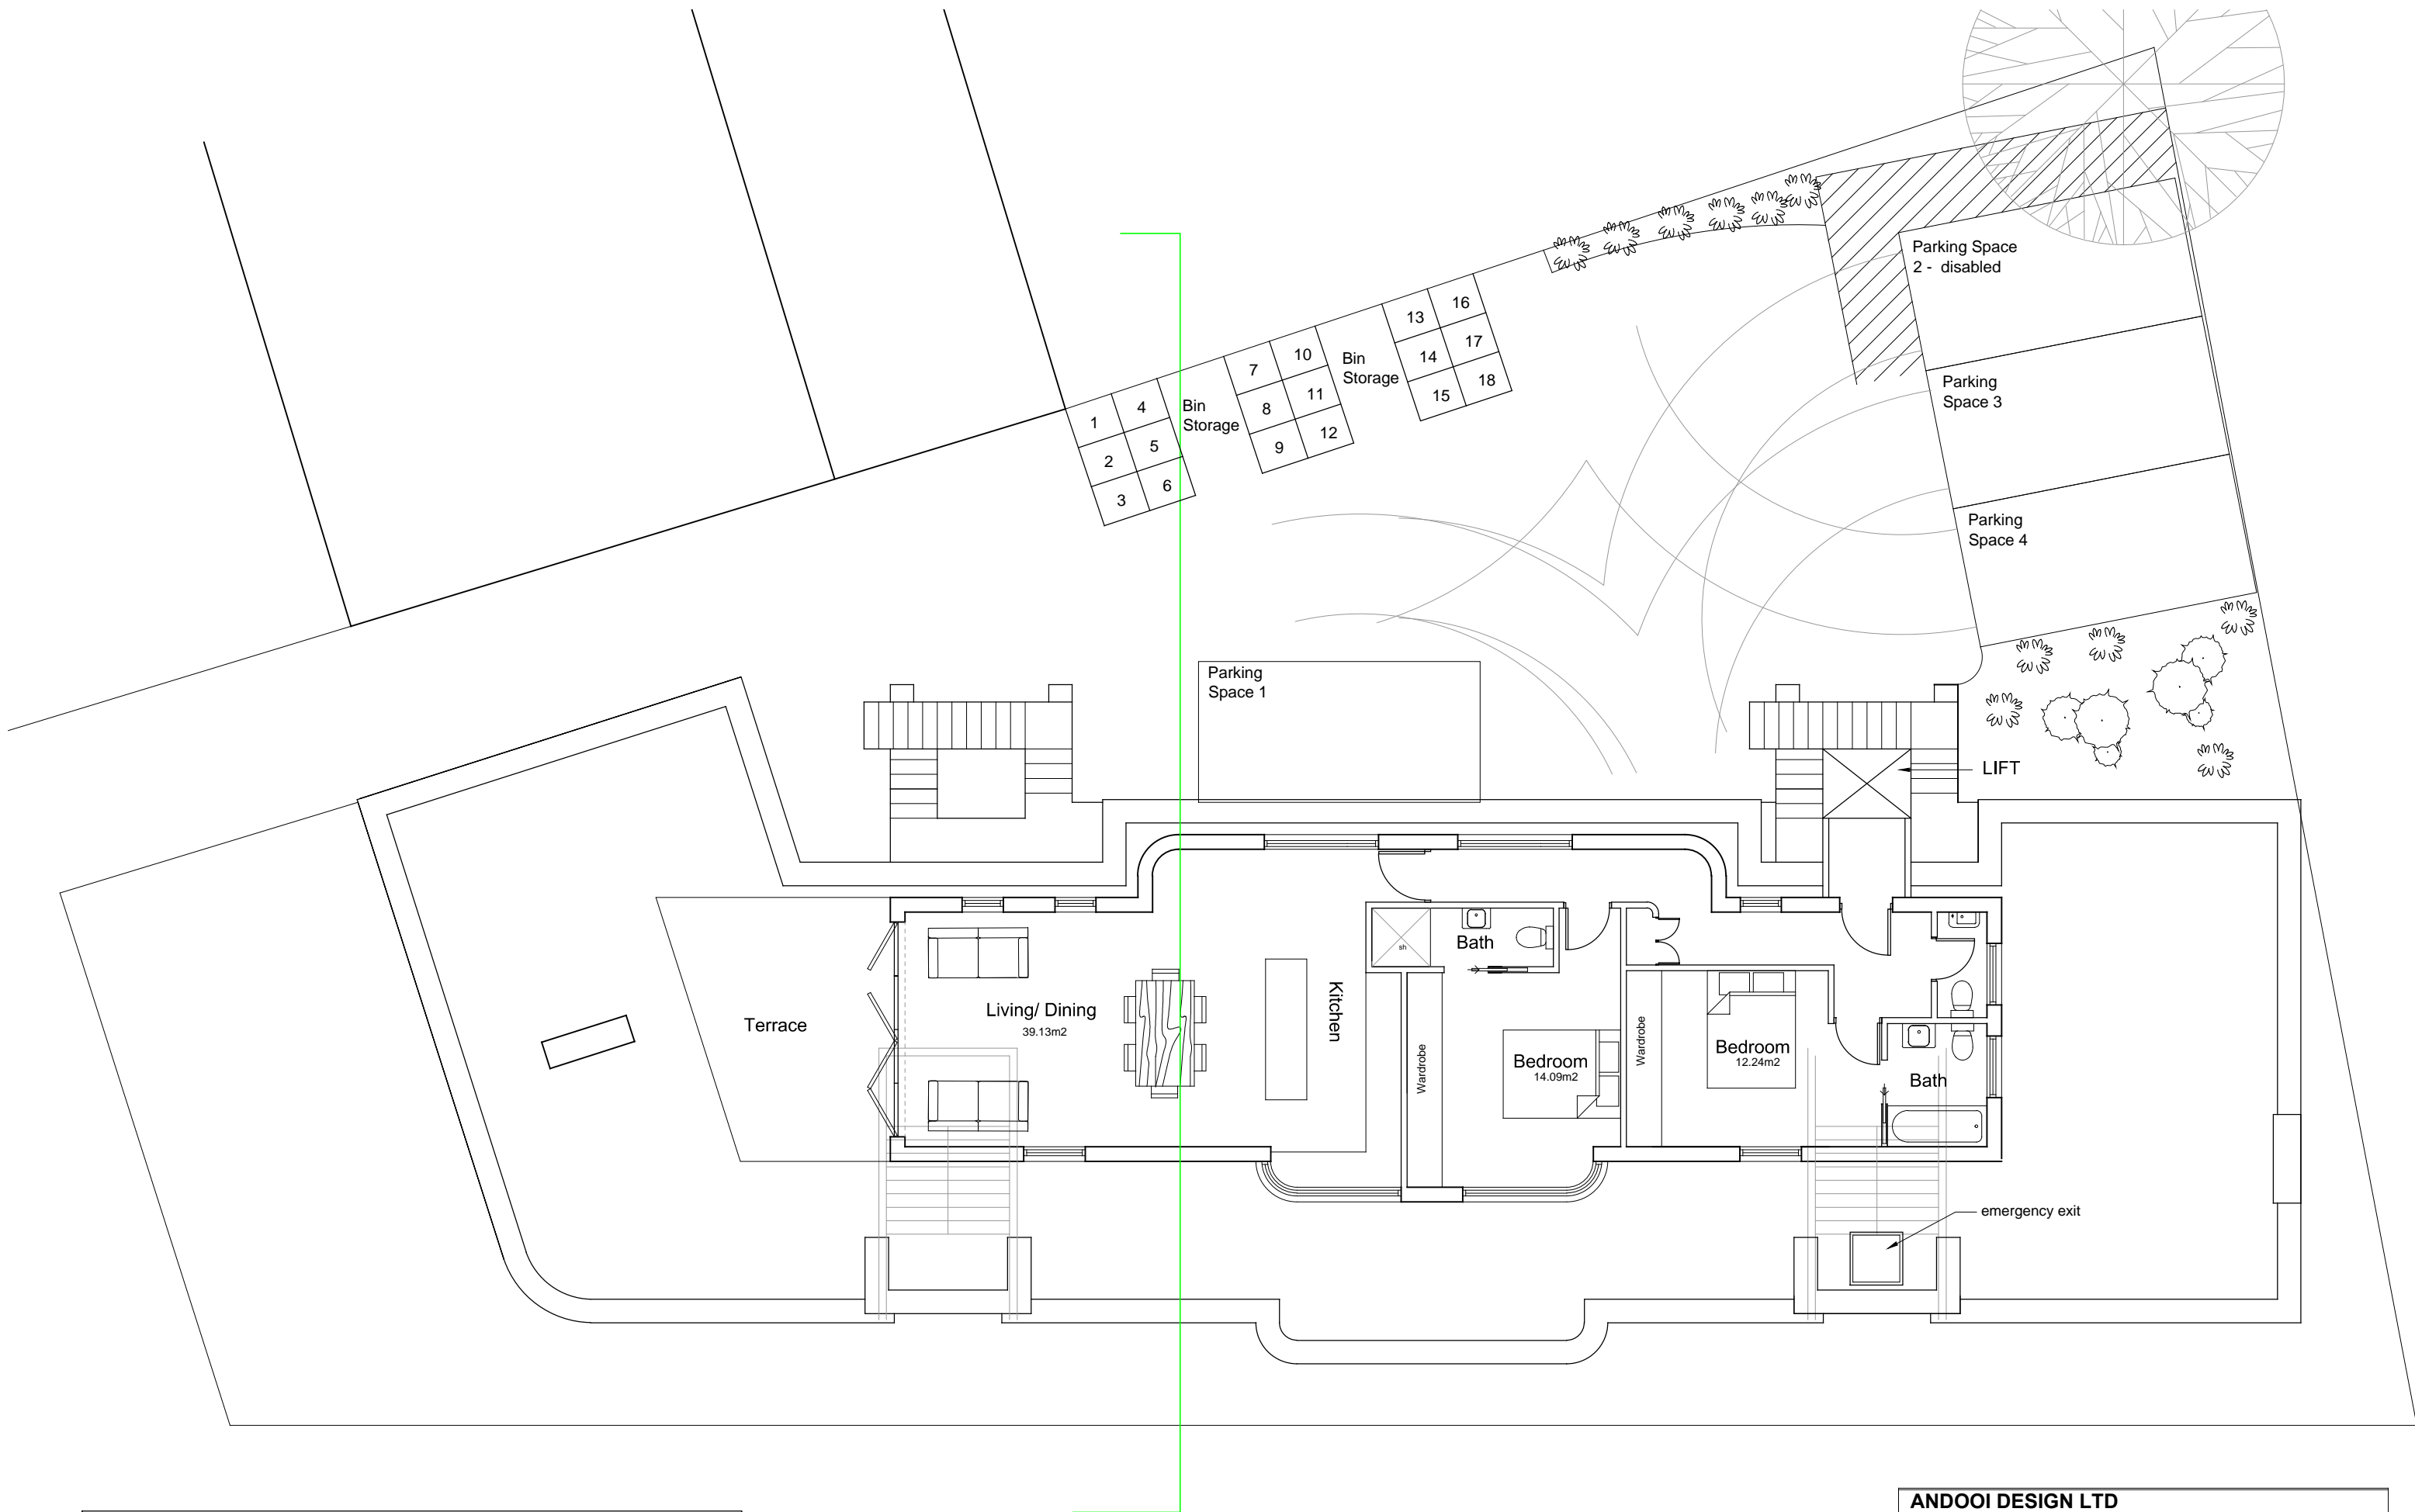 Parking Space
2 - disabled
16
13
17
14
10
Bin
Storage
7
18
Parking
Space 3
11
15
4
Bin
Storage
8
1
12
5
9
2
6
3
Parking
Space 4
Parking
Space 1
LIFT
sh
Bath
Living/ Dining
39.13m2
Kitchen
Terrace
Wardrobe
Bedroom
14.09m2
Wardrobe
Bedroom
12.24m2
Bath
emergency exit
ANDOOI DESIGN LTD